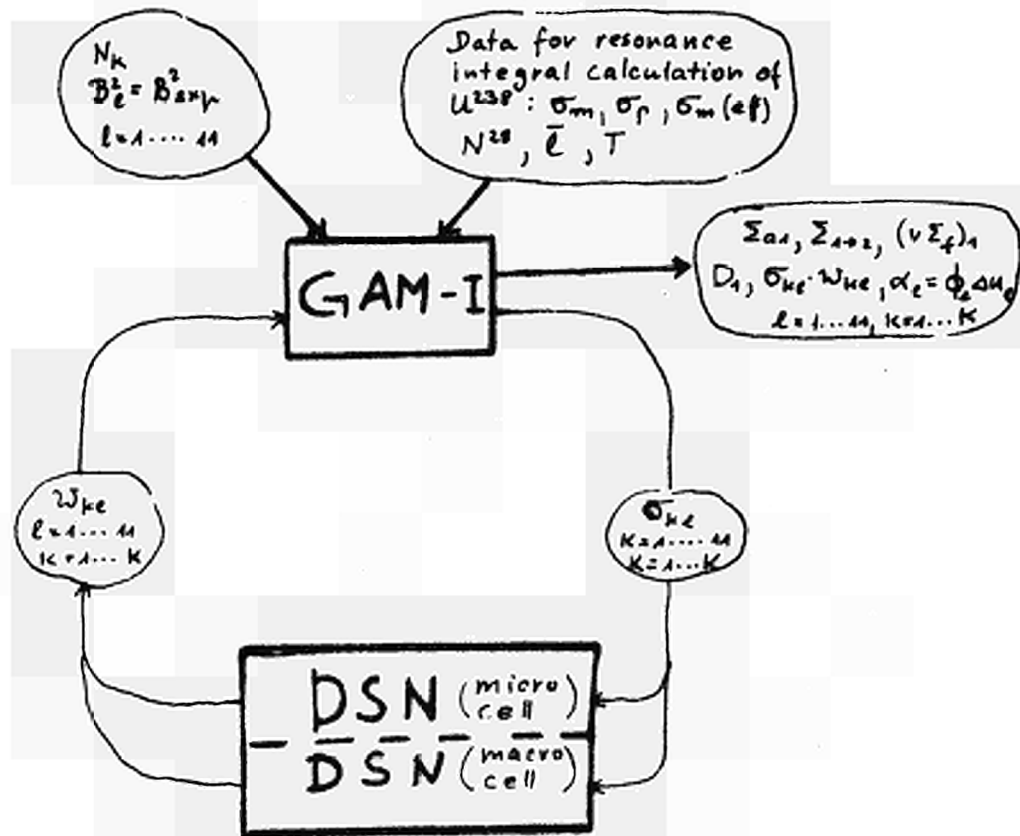 N_K
B²_ℓ = B²_exp
ℓ = 1 .... 11
Data for resonance
integral calculation of
U²³⁸ : σ_m, σ_p, σ_m (ef)
N²⁸, ℓ̄, T
GAM-I
Σ_a1, Σ_1→2, (νΣ_f)_1
D_1, σ_Kℓ·W_Kℓ, α_ℓ = ϕ_ℓ Δu_ℓ
ℓ = 1 ... 11, K = 1 ... K
W_Kℓ
ℓ = 1 ... 11
K = 1 ... K
σ_Kℓ
K = 1 .... 11
K = 1 ... K
DSN (micro cell)
DSN (macro cell)